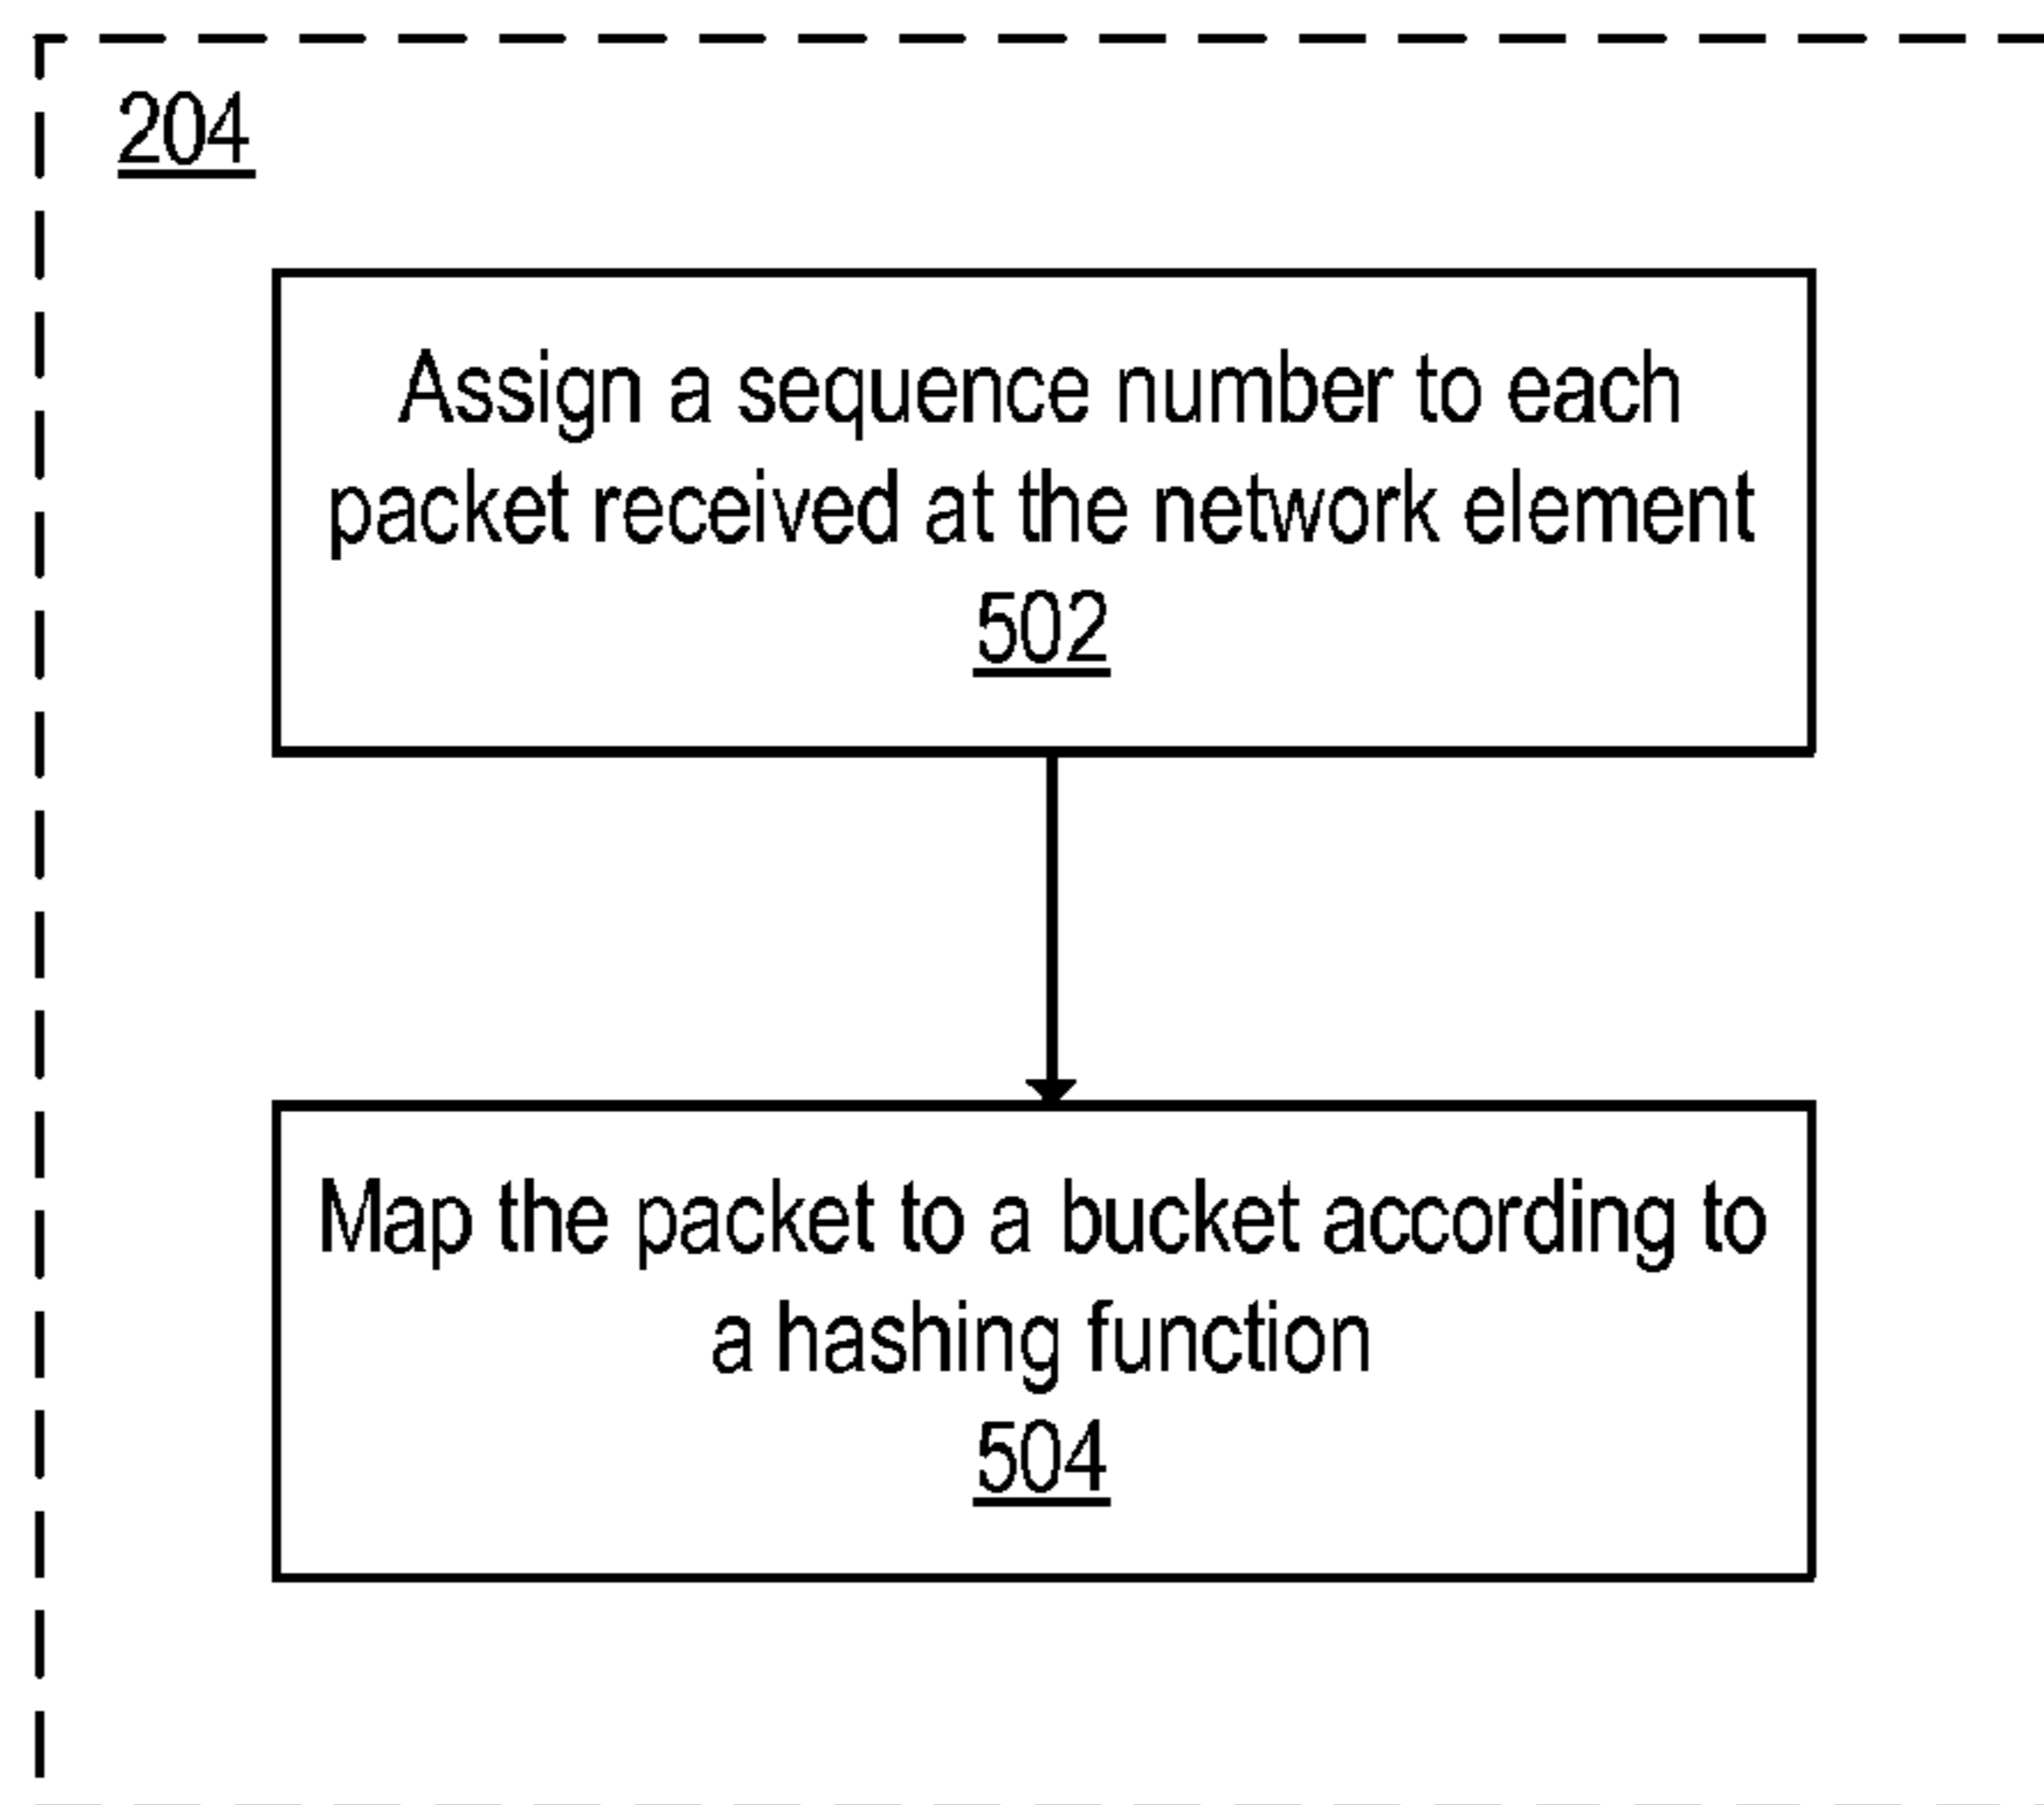 204
Assign a sequence number to each
packet received at the network element
502
Map the packet to a bucket according to
a hashing function
504